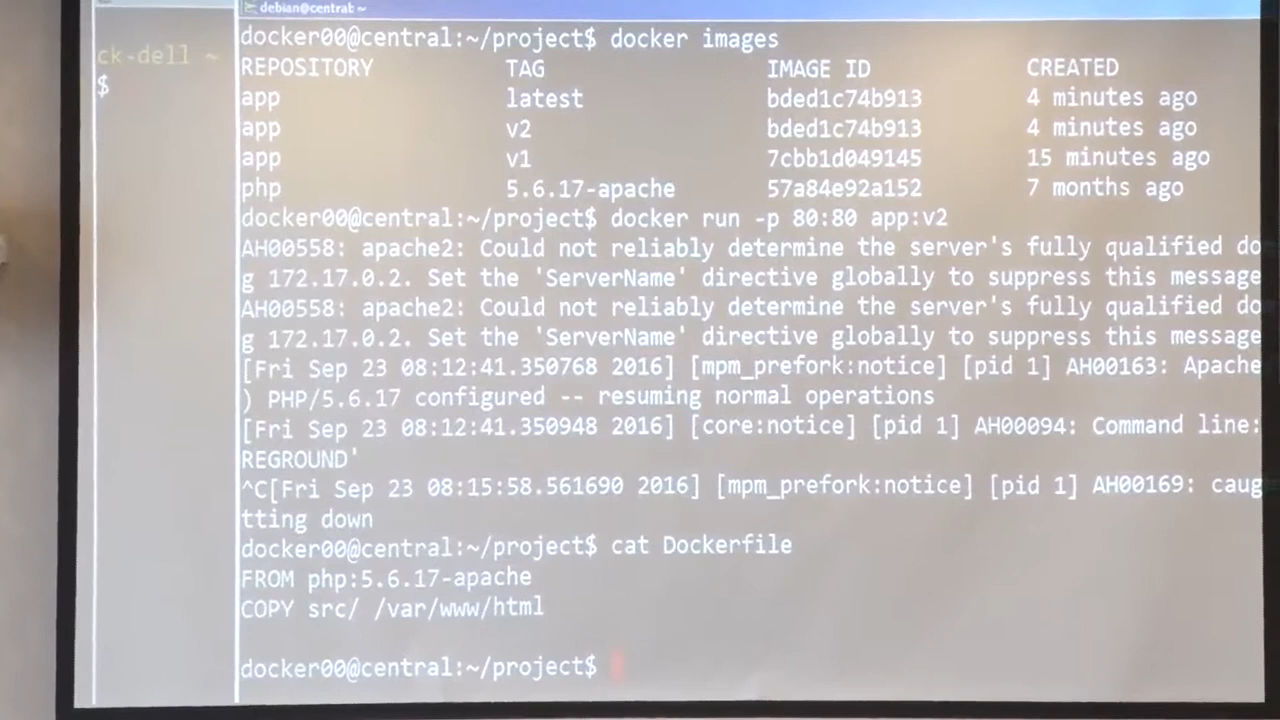 debian@central: ~
ck-dell ~
$
docker00@central:~/project$ docker images
REPOSITORY TAG IMAGE ID CREATED
app latest bded1c74b913 4 minutes ago
app v2 bded1c74b913 4 minutes ago
app v1 7cbb1d049145 15 minutes ago
php 5.6.17-apache 57a84e92a152 7 months ago
docker00@central:~/project$ docker run -p 80:80 app:v2
AH00558: apache2: Could not reliably determine the server's fully qualified do
g 172.17.0.2. Set the 'ServerName' directive globally to suppress this message
AH00558: apache2: Could not reliably determine the server's fully qualified do
g 172.17.0.2. Set the 'ServerName' directive globally to suppress this message
[Fri Sep 23 08:12:41.350768 2016] [mpm_prefork:notice] [pid 1] AH00163: Apache
) PHP/5.6.17 configured -- resuming normal operations
[Fri Sep 23 08:12:41.350948 2016] [core:notice] [pid 1] AH00094: Command line:
REGROUND'
^C[Fri Sep 23 08:15:58.561690 2016] [mpm_prefork:notice] [pid 1] AH00169: caug
tting down
docker00@central:~/project$ cat Dockerfile
FROM php:5.6.17-apache
COPY src/ /var/www/html
docker00@central:~/project$